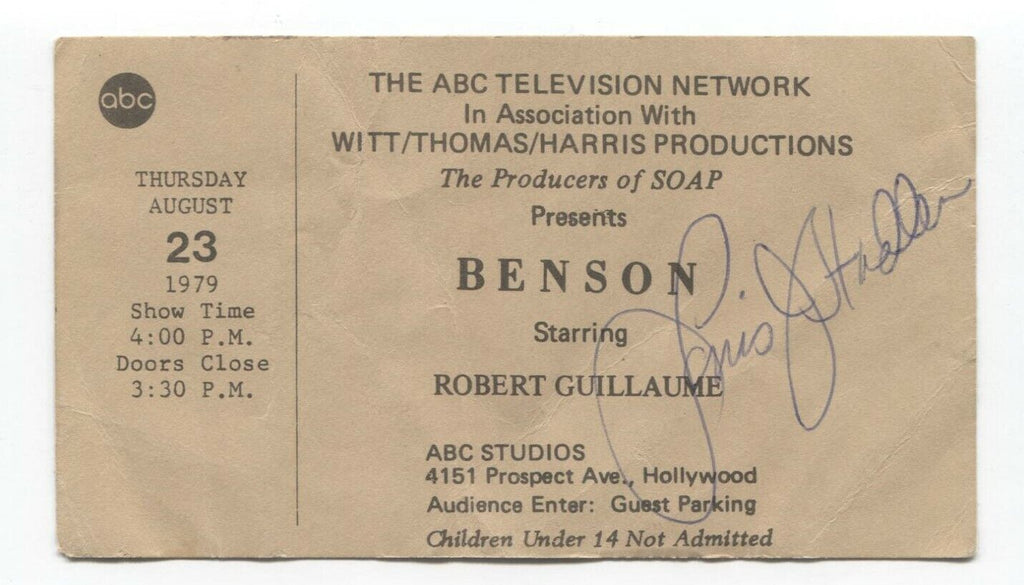 abc
THURSDAY
AUGUST
23
1979
Show Time
4:00 P.M.
Doors Close
3:30 P.M.
THE ABC TELEVISION NETWORK
In Association With
WITT/THOMAS/HARRIS PRODUCTIONS
The Producers of SOAP
Presents
BENSON
Starring
ROBERT GUILLAUME
ABC STUDIOS
4151 Prospect Ave., Hollywood
Audience Enter: Guest Parking
Children Under 14 Not Admitted